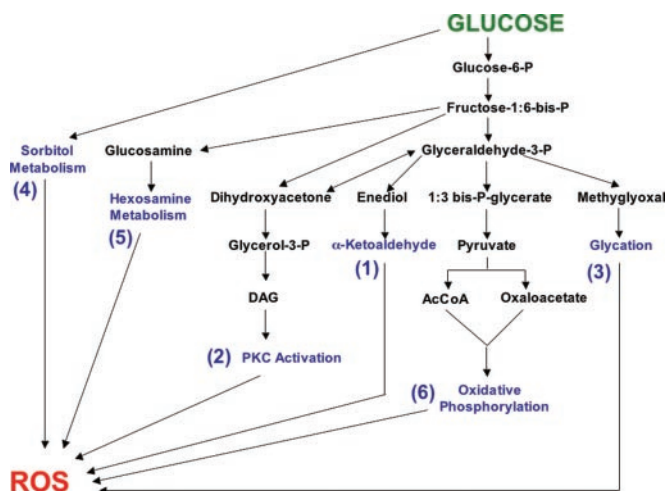 GLUCOSE
Glucose-6-P
Fructose-1:6-bis-P
Sorbitol
Metabolism
(4)
Glucosamine
Glyceraldehyde-3-P
Hexosamine
Metabolism
(5)
Dihydroxyacetone
Enediol
1:3 bis-P-glycerate
Methyglyoxal
Glycerol-3-P
α-Ketoaldehyde
(1)
Pyruvate
Glycation
(3)
DAG
AcCoA
Oxaloacetate
(2) PKC Activation
(6) Oxidative
Phosphorylation
ROS